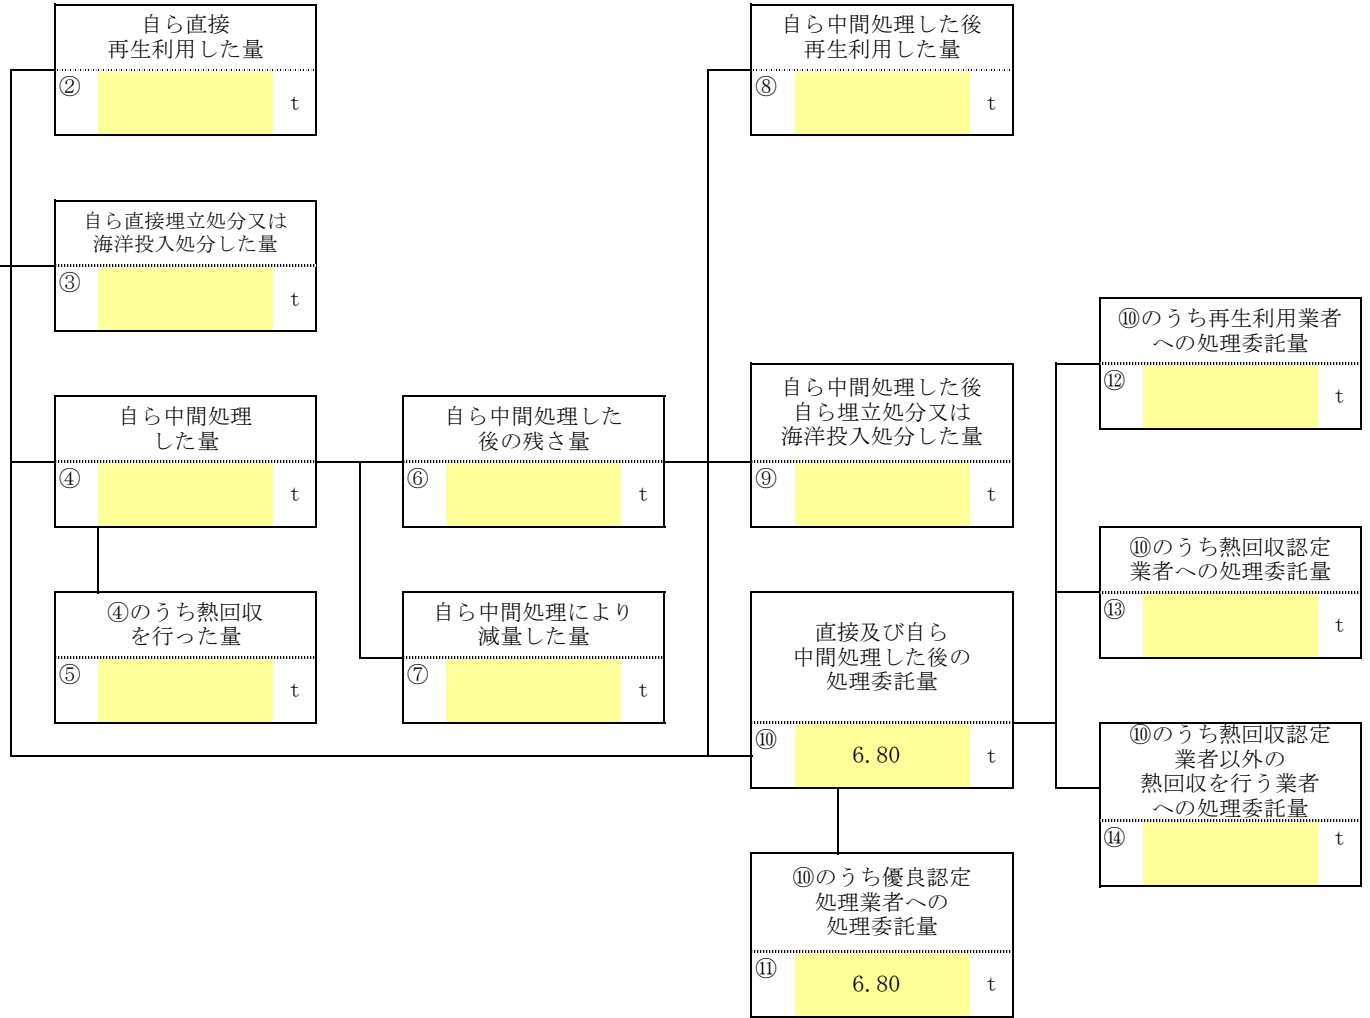 自ら直接
再生利用した量
②
t
自ら中間処理した後
再生利用した量
⑧
t
自ら直接埋立処分又は
海洋投入処分した量
③
t
⑩のうち再生利用業者
への処理委託量
⑫
t
自ら中間処理
した量
④
t
自ら中間処理した
後の残さ量
⑥
t
自ら中間処理した後
自ら埋立処分又は
海洋投入処分した量
⑨
t
⑩のうち熱回収認定
業者への処理委託量
⑬
t
④のうち熱回収
を行った量
⑤
t
自ら中間処理により
減量した量
⑦
t
直接及び自ら
中間処理した後の
処理委託量
⑩
6.80
t
⑩のうち熱回収認定
業者以外の
熱回収を行う業者
への処理委託量
⑭
t
⑩のうち優良認定
処理業者への
処理委託量
⑪
6.80
t